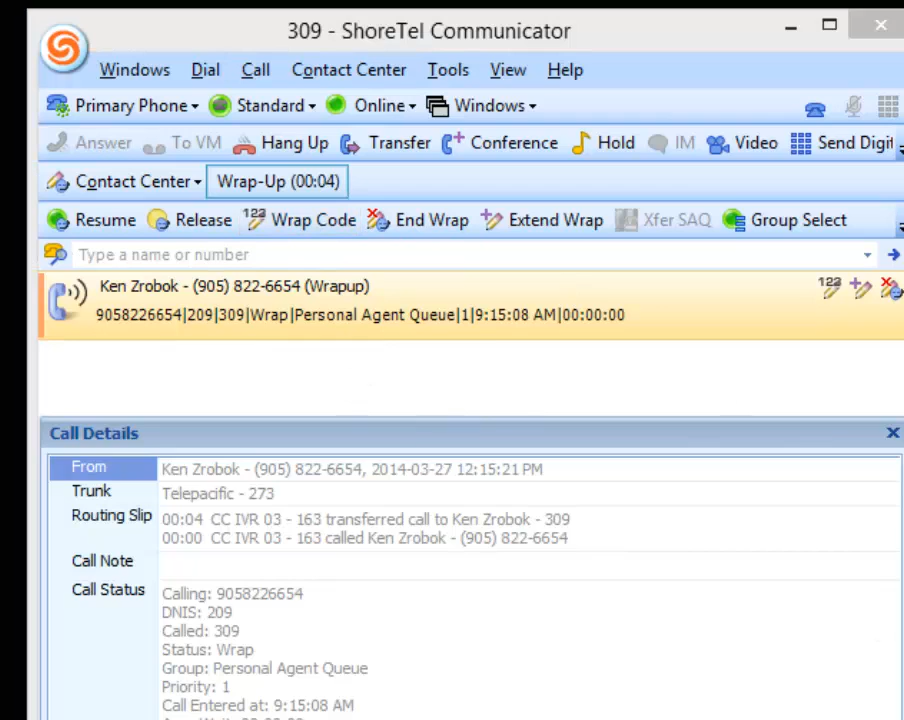 309 - ShoreTel Communicator
Windows Dial Call Contact Center Tools View Help
Primary Phone Standard Online Windows
Answer To VM Hang Up Transfer Conference Hold IM Video Send Digit
Contact Center Wrap-Up (00:04)
Resume Release 123 Wrap Code End Wrap Extend Wrap Xfer SAQ Group Select
Type a name or number
Ken Zrobok - (905) 822-6654 (Wrapup) 123
9058226654|209|309|Wrap|Personal Agent Queue|1|9:15:08 AM|00:00:00
Call Details
From Ken Zrobok - (905) 822-6654, 2014-03-27 12:15:21 PM
Trunk Telepacific - 273
Routing Slip 00:04 CC IVR 03 - 163 transferred call to Ken Zrobok - 309
00:00 CC IVR 03 - 163 called Ken Zrobok - (905) 822-6654
Call Note
Call Status Calling: 9058226654
DNIS: 209
Called: 309
Status: Wrap
Group: Personal Agent Queue
Priority: 1
Call Entered at: 9:15:08 AM